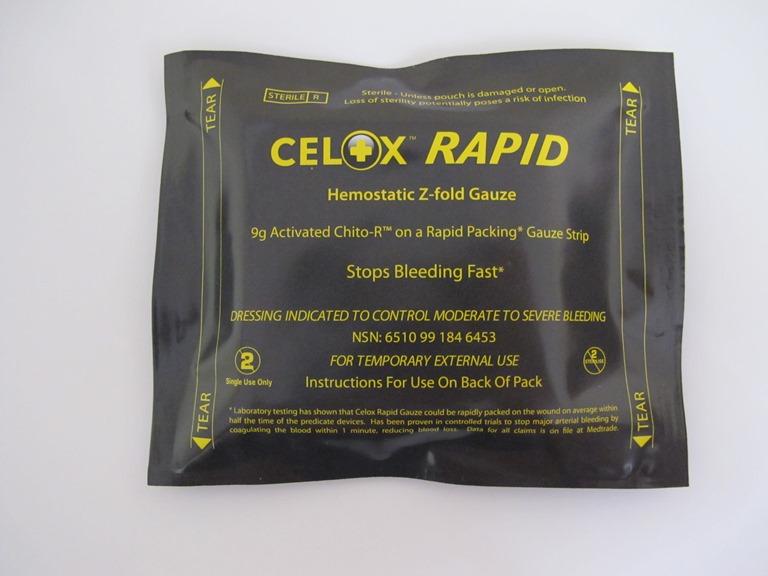 TEAR
TEAR
STERILE R
Sterile - Unless pouch is damaged or open.
Loss of sterility potentially poses a risk of infection
CELOX™ RAPID
Hemostatic Z-fold Gauze
9g Activated Chito-R™ on a Rapid Packing* Gauze Strip
Stops Bleeding Fast*
DRESSING INDICATED TO CONTROL MODERATE TO SEVERE BLEEDING
NSN: 6510 99 184 6453
2
FOR TEMPORARY EXTERNAL USE
2
STERILISE
Single Use Only
Instructions For Use On Back Of Pack
TEAR
TEAR
* Laboratory testing has shown that Celox Rapid Gauze could be rapidly packed on the wound on average within
half the time of the predicate devices. Has been proven in controlled trials to stop major arterial bleeding by
coagulating the blood within 1 minute, reducing blood loss. Data for all claims is on file at Medtrade.